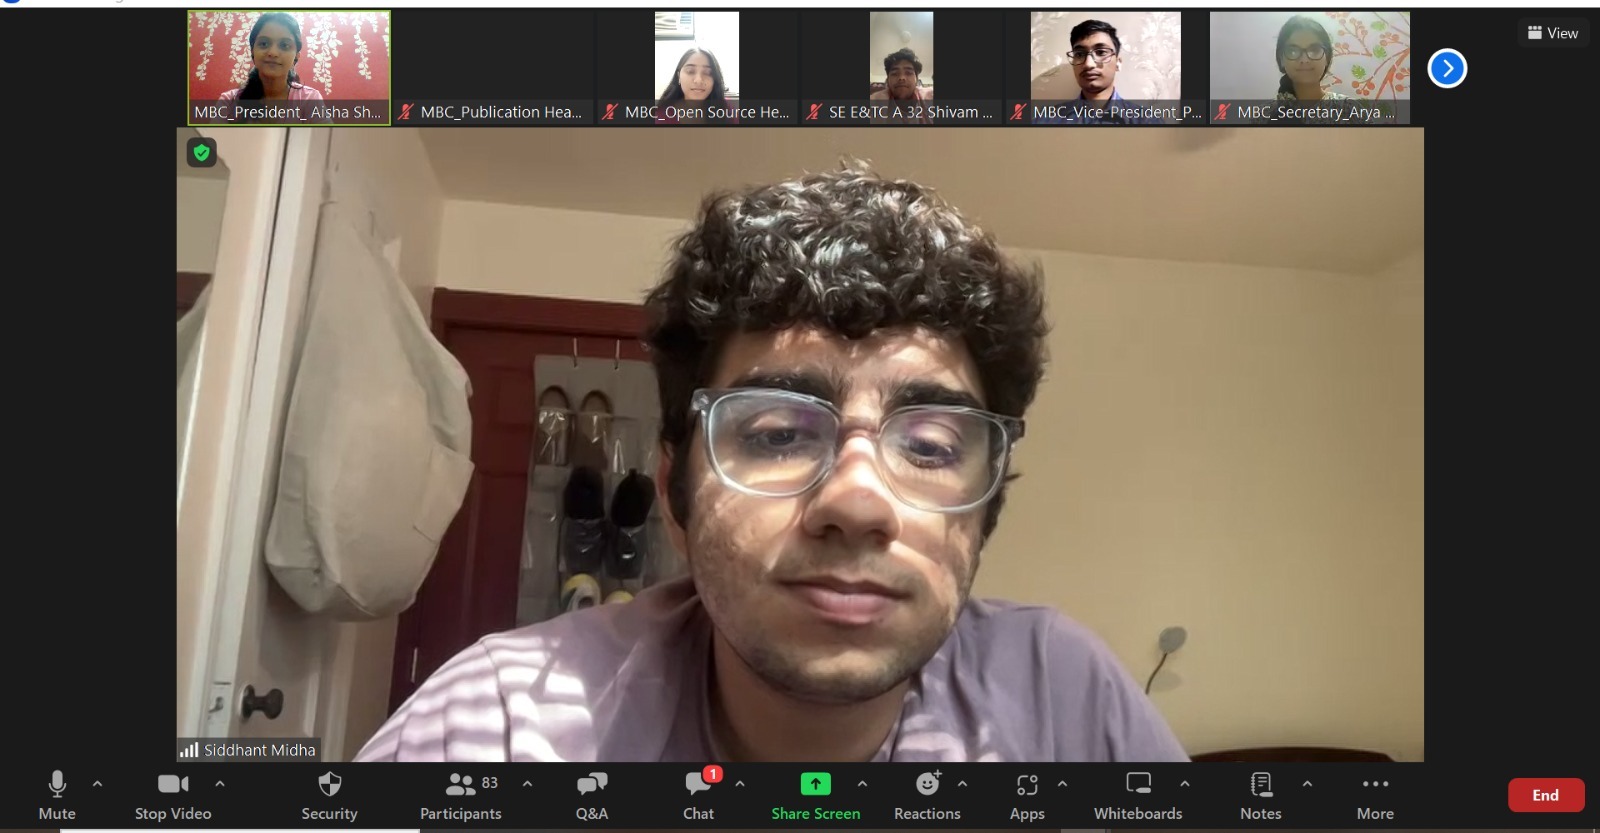 View
MBC_President_ Aisha Sh...
MBC_Publication Hea...
MBC_Open Source He...
SE E&TC A 32 Shivam ...
MBC_Vice-President_P...
MBC_Secretary_Arya ...
Siddhant Midha
Mute
Stop Video
Security
83
Participants
Q&A
1
Chat
Share Screen
Reactions
Apps
Whiteboards
Notes
More
End